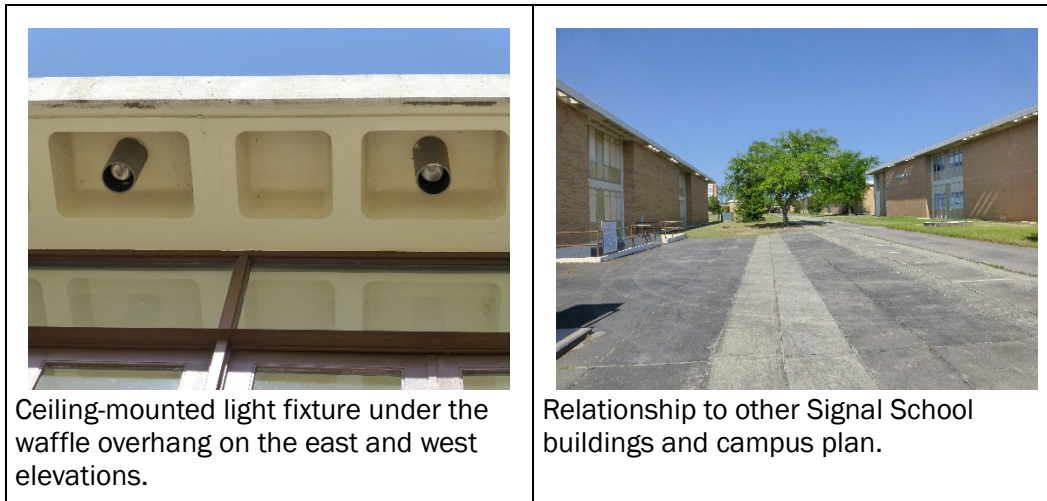 Ceiling-mounted light fixture under the
waffle overhang on the east and west
elevations.
Relationship to other Signal School
buildings and campus plan.